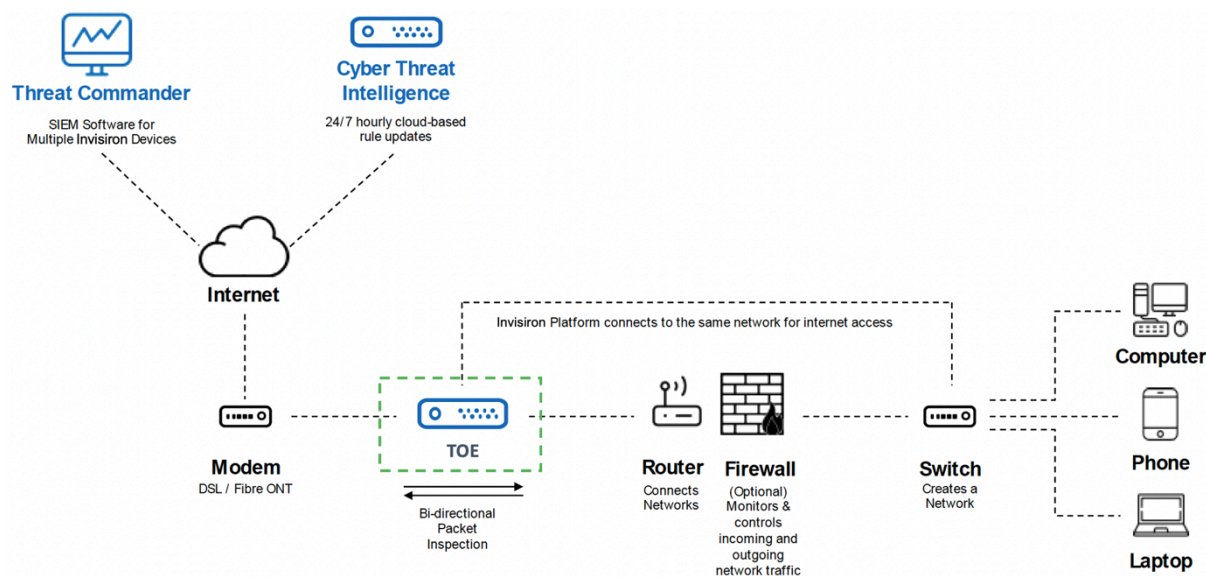 Threat Commander
SIEM Software for
Multiple Invisiron Devices
Cyber Threat
Intelligence
24/7 hourly cloud-based
rule updates
Internet
Invisiron Platform connects to the same network for internet access
Modem
DSL / Fibre ONT
TOE
Bi-directional
Packet
Inspection
Router
Connects
Networks
Firewall
(Optional)
Monitors &
controls
incoming and
outgoing
network traffic
Switch
Creates a
Network
Computer
Phone
Laptop